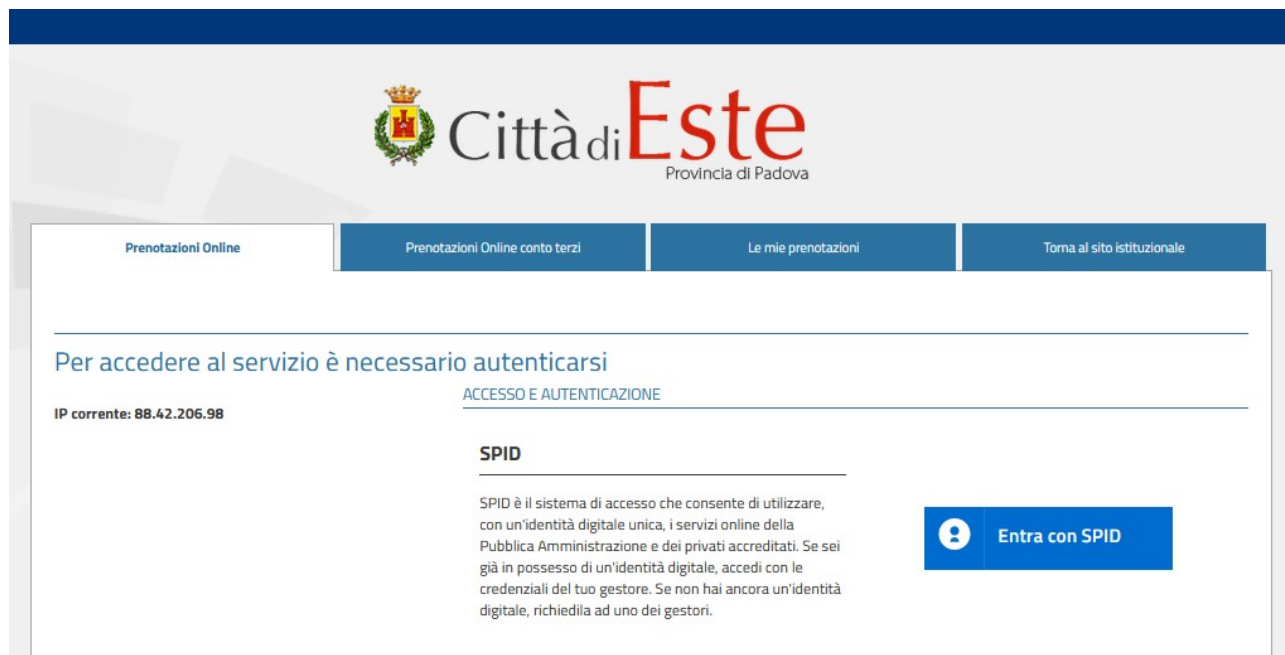 Città di Este
Provincia di Padova
Prenotazioni Online
Prenotazioni Online conto terzi
Le mie prenotazioni
Torna al sito istituzionale
Per accedere al servizio è necessario autenticarsi
ACCESSO E AUTENTICAZIONE
IP corrente: 88.42.206.98
SPID
SPID è il sistema di accesso che consente di utilizzare,
con un'identità digitale unica, i servizi online della
Pubblica Amministrazione e dei privati accreditati. Se sei
già in possesso di un'identità digitale, accedi con le
credenziali del tuo gestore. Se non hai ancora un'identità
digitale, richiedila ad uno dei gestori.
Entra con SPID